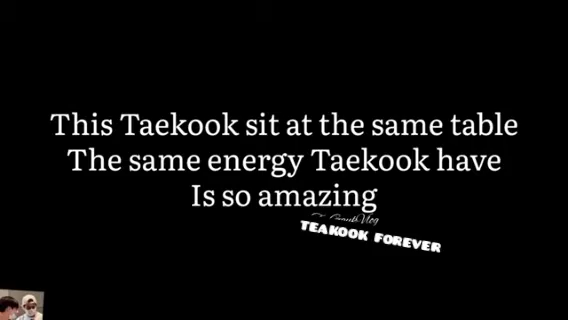 This Taekook sit at the same table
The same energy Taekook have
Is so amazing
TEAKOOK FOREVER